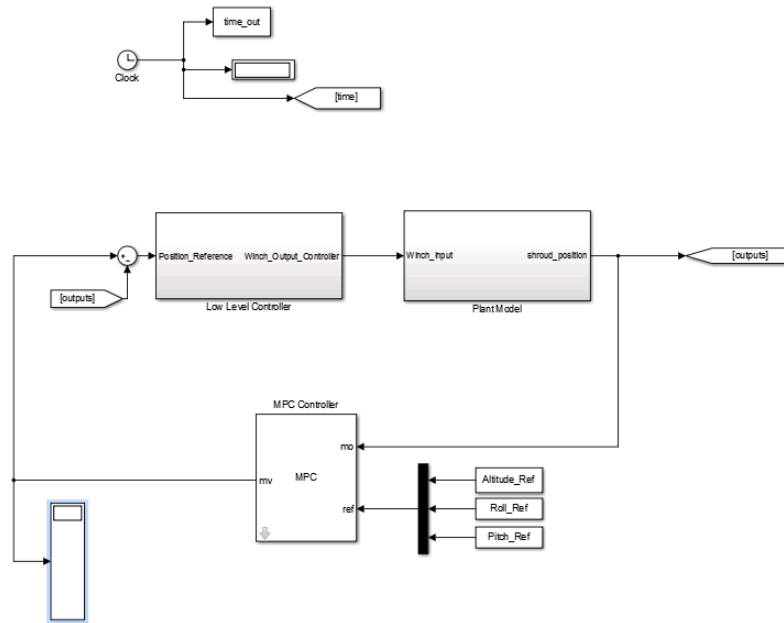 time_out
Clock
[time]
Position_Reference Winch_Output_Controller
Winch_Input shroud_position
[outputs]
[outputs]
Low Level Controller
Plant Model
MPC Controller
mo
mv
MPC
ref
Altitude_Ref
Roll_Ref
Pitch_Ref